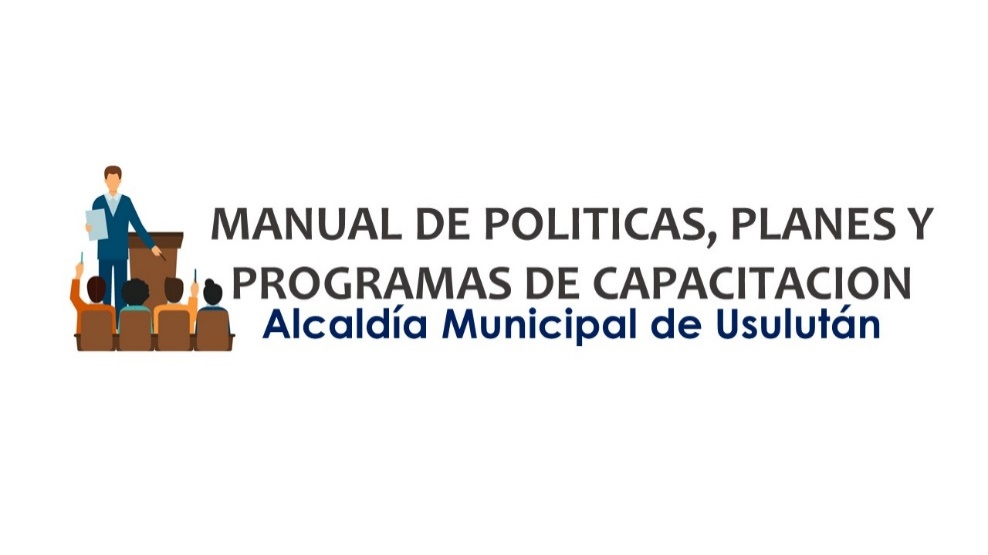 MANUAL DE POLITICAS, PLANES Y
PROGRAMAS DE CAPACITACION
Alcaldía Municipal de Usulután